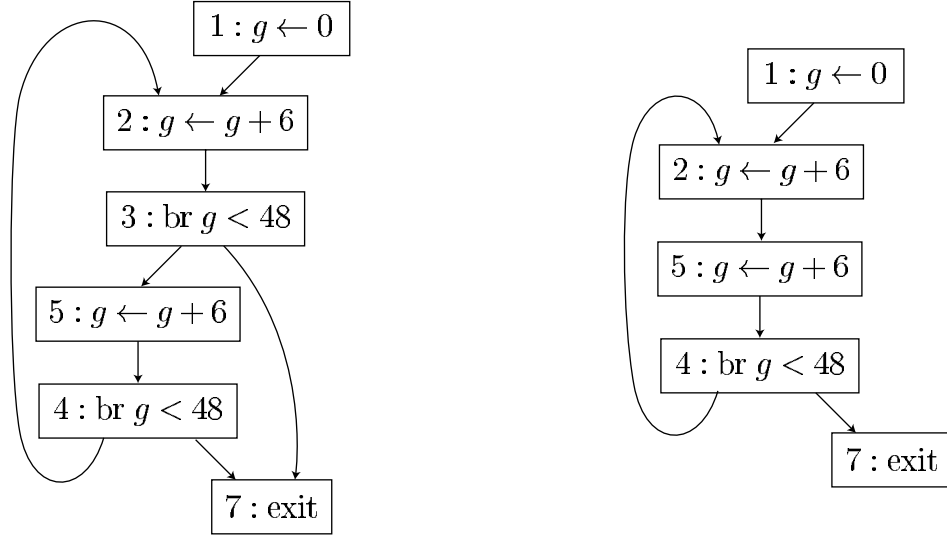 1 : g ← 0
2 : g ← g + 6
3 : br g < 48
5 : g ← g + 6
4 : br g < 48
7 : exit
1 : g ← 0
2 : g ← g + 6
5 : g ← g + 6
4 : br g < 48
7 : exit